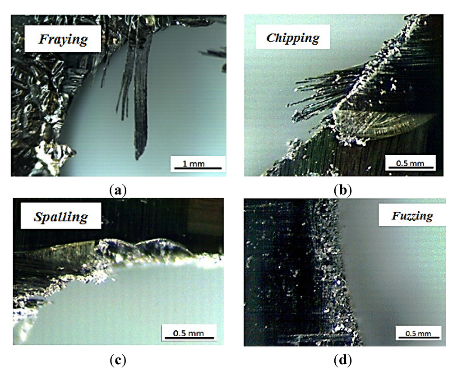 Fraying
Chipping
1 mm
0.5 mm
(a)
(b)
Spalling
Fuzzing
0.5 mm
0.5 mm
(c)
(d)